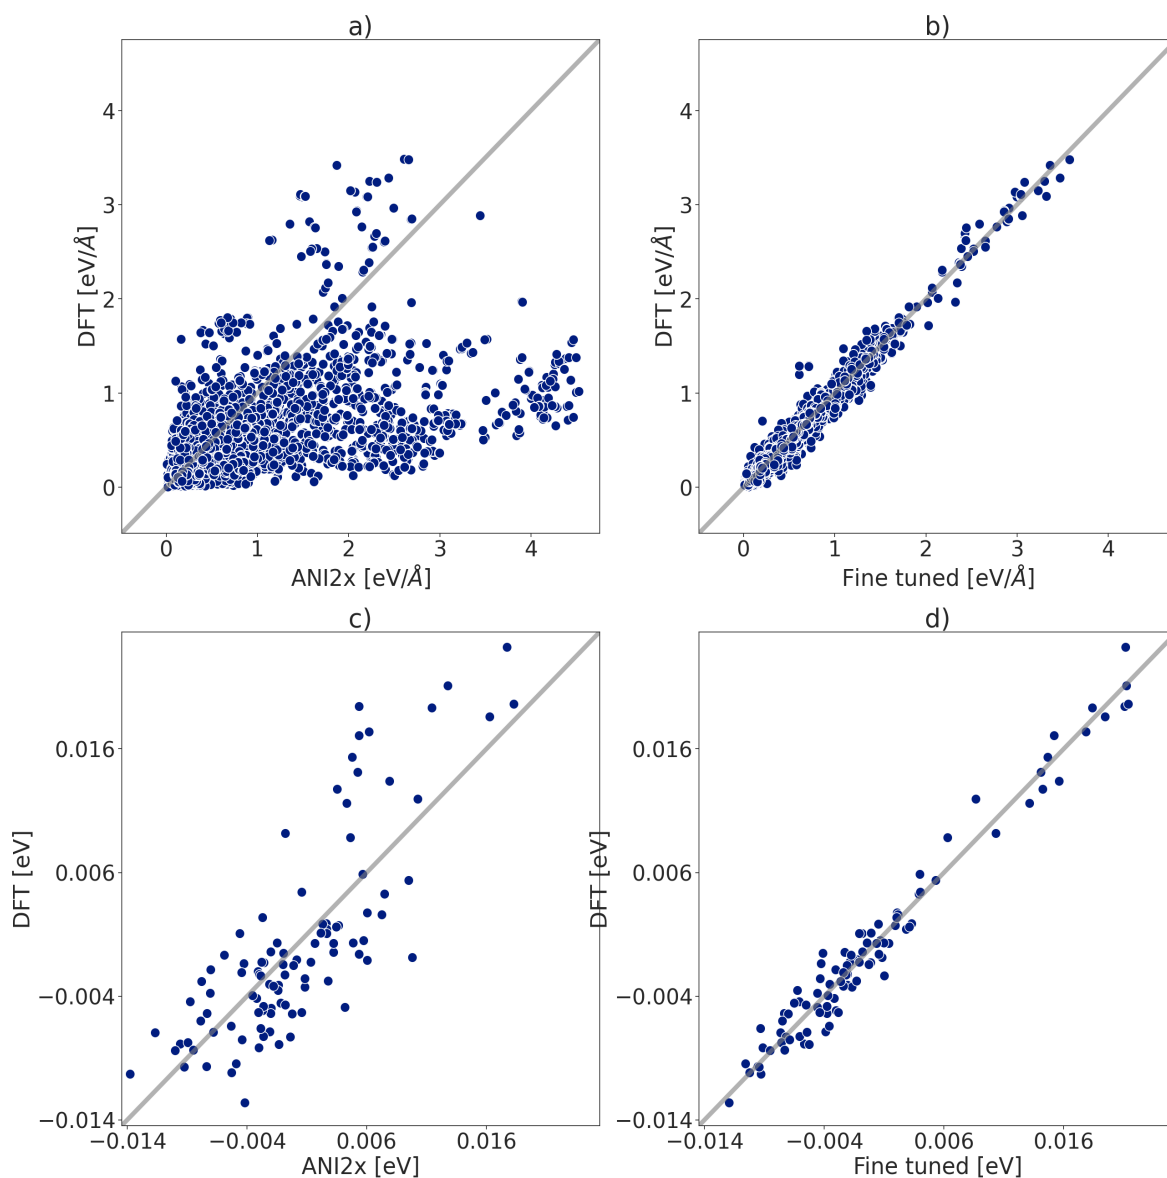 a)
DFT [eV/Å]
4
3
2
1
0
0 1 2 3 4
ANI2x [eV/Å]
b)
DFT [eV/Å]
4
3
2
1
0
0 1 2 3 4
Fine tuned [eV/Å]
c)
DFT [eV]
0.016
0.006
−0.004
−0.014
−0.014 −0.004 0.006 0.016
ANI2x [eV]
d)
DFT [eV]
0.016
0.006
−0.004
−0.014
−0.014 −0.004 0.006 0.016
Fine tuned [eV]